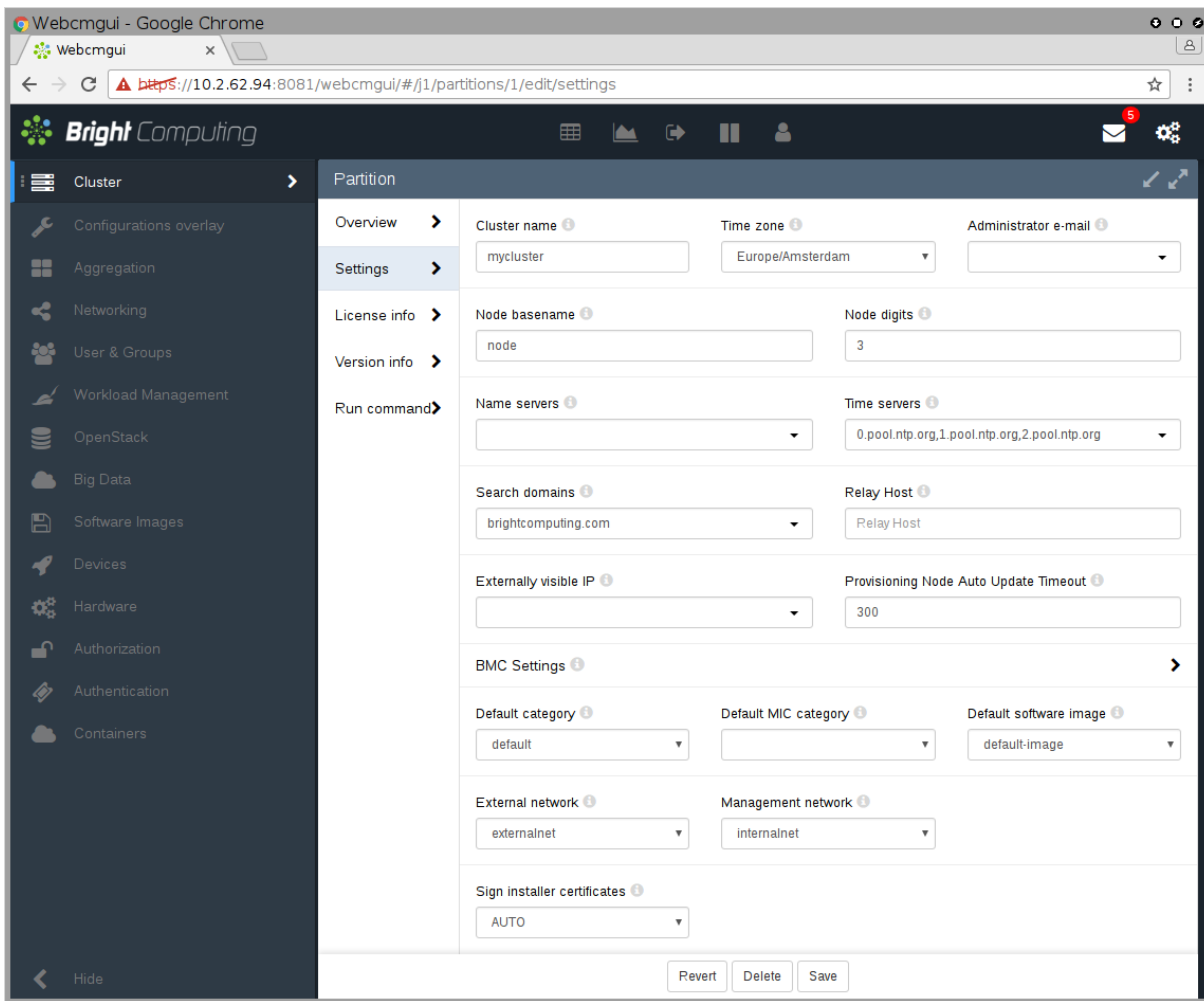 Webcmgui - Google Chrome
Webcmgui
https://10.2.62.94:8081/webcmgui/#/j1/partitions/1/edit/settings
Bright Computing
5
Cluster
Configurations overlay
Aggregation
Networking
User & Groups
Workload Management
OpenStack
Big Data
Software Images
Devices
Hardware
Authorization
Authentication
Containers
Hide
Partition
Overview
Settings
License info
Version info
Run command
Cluster name Time zone Administrator e-mail
mycluster Europe/Amsterdam
Node basename Node digits
node 3
Name servers Time servers
0.pool.ntp.org,1.pool.ntp.org,2.pool.ntp.org
Search domains Relay Host
brightcomputing.com Relay Host
Externally visible IP Provisioning Node Auto Update Timeout
300
BMC Settings
Default category Default MIC category Default software image
default default-image
External network Management network
externalnet internalnet
Sign installer certificates
AUTO
Revert Delete Save